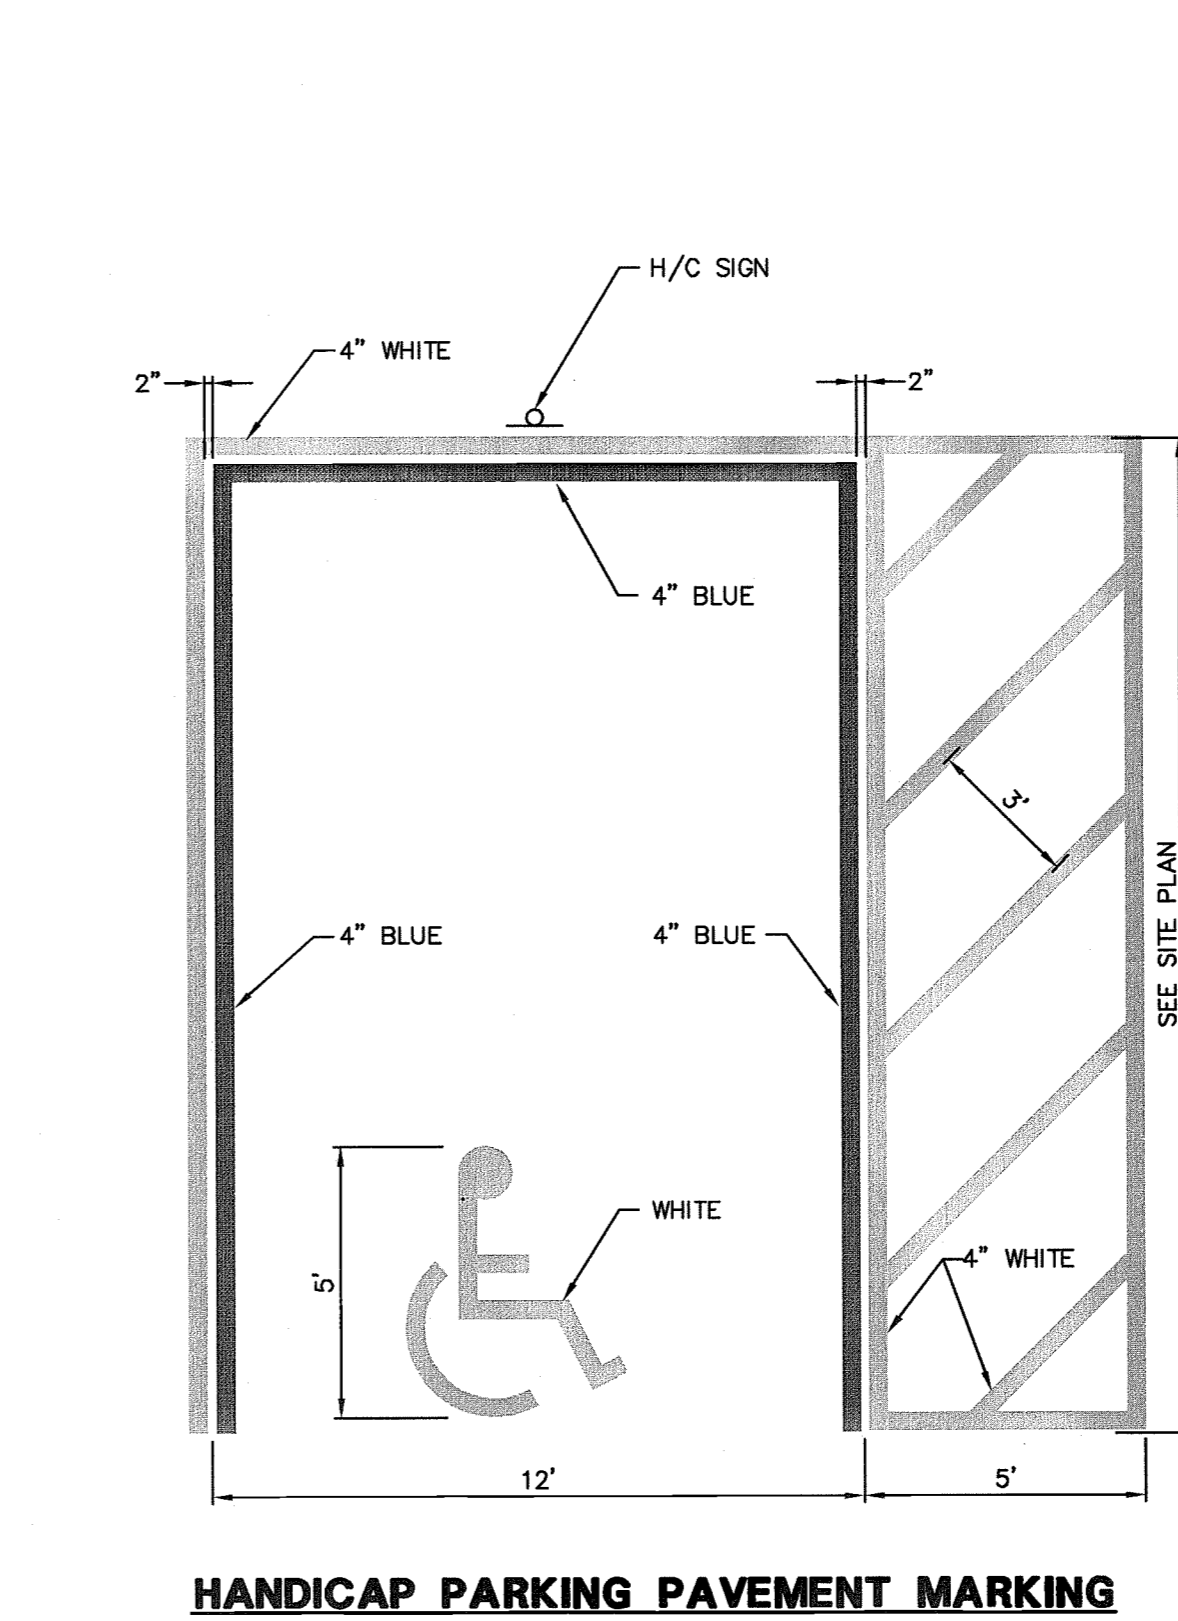 H/C SIGN
4" WHITE
2"
2"
4" BLUE
3'
4" BLUE
4" BLUE
SEE SITE PLAN
WHITE
5'
4" WHITE
12'
5'
HANDICAP PARKING PAVEMENT MARKING